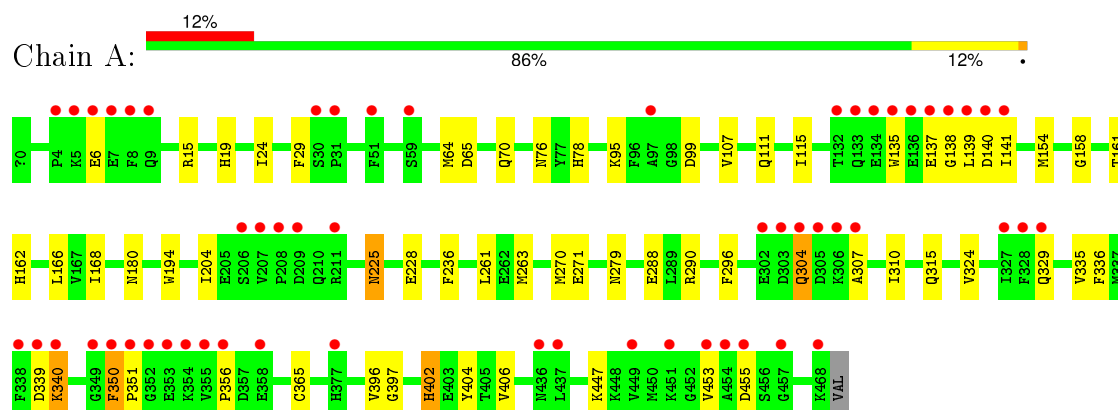 12%
Chain A:
86% 12% •
?0 P4 K5 E6 E7 F8 Q9 R15 H19 I24 F29 S30 P31 F51 S59 M64 D65 Q70 N76 Y77 H78 K95 F96 A97 G98 D99 V107 Q111 I115 T132 Q133 E134 W135 E136 E137 G138 L139 D140 I141 M154 G158 T161
H162 L166 V167 I168 N180 W194 I204 E205 S206 V207 P208 D209 Q210 R211 N225 E228 F236 L261 E262 M263 M270 E271 N279 E288 L289 R290 F296 E302 D303 Q304 D305 K306 A307 I310 Q315 V324 I327 F328 Q329 V335 F336 M337
F338 D339 K340 G349 F350 P351 G352 E353 K354 V355 P356 D357 E358 C365 H377 V396 G397 H402 E403 Y404 T405 V406 N436 L437 K447 K448 V449 M450 K451 G452 V453 A454 D455 S456 G457 K468 VAL